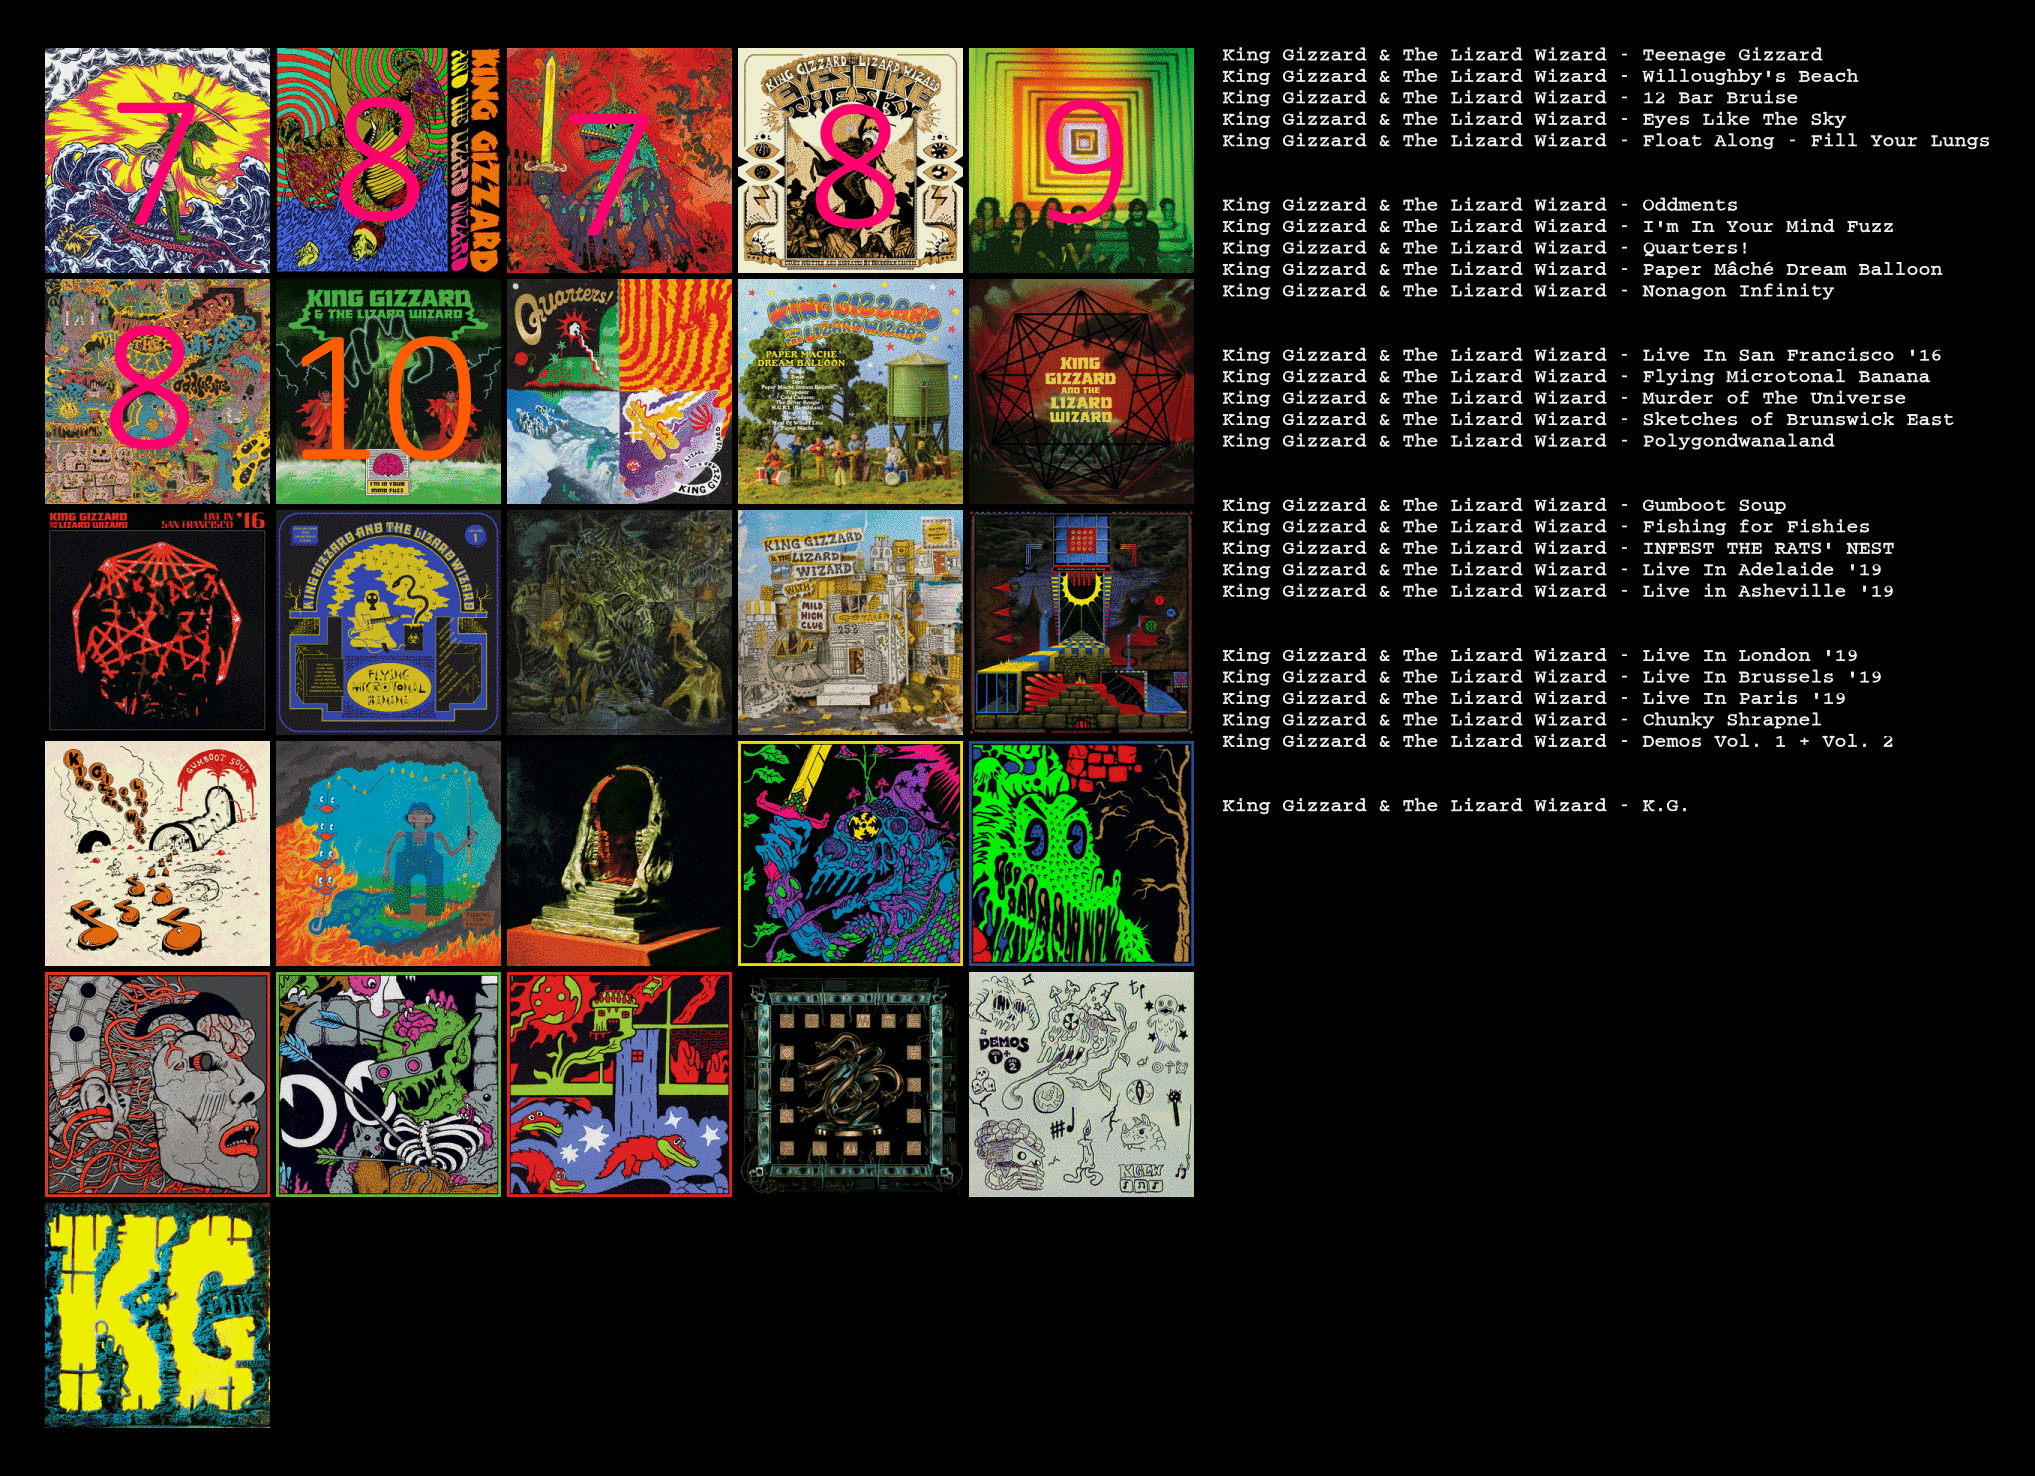 7
8
KING GIZZARD
AND THE LIZARD WIZARD
7
KING GIZZARD LIZARD WIZARD
EYES LIKE
THE SKY
8
9
8
KING GIZZARD
& THE LIZARD WIZARD
10
I'M IN YOUR
MIND FUZZ
Quarters!
KING GIZZARD
AND THE LIZARD WIZARD
PAPER MACHE
DREAM BALLOON
KING
GIZZARD
AND THE
LIZARD
WIZARD
KING GIZZARD
AND THE LIZARD WIZARD
LIVE IN
SAN FRANCISCO
'16
KING GIZZARD AND THE LIZARD WIZARD
FLYING
MICROTONAL
BANANA
KING GIZZARD
& THE LIZARD
WIZARD
WITH
MILD
HIGH
CLUB
GUMBOOT SOUP
DEMOS
KGLW
King Gizzard & The Lizard Wizard - Teenage Gizzard
King Gizzard & The Lizard Wizard - Willoughby's Beach
King Gizzard & The Lizard Wizard - 12 Bar Bruise
King Gizzard & The Lizard Wizard - Eyes Like The Sky
King Gizzard & The Lizard Wizard - Float Along - Fill Your Lungs
King Gizzard & The Lizard Wizard - Oddments
King Gizzard & The Lizard Wizard - I'm In Your Mind Fuzz
King Gizzard & The Lizard Wizard - Quarters!
King Gizzard & The Lizard Wizard - Paper Mâché Dream Balloon
King Gizzard & The Lizard Wizard - Nonagon Infinity
King Gizzard & The Lizard Wizard - Live In San Francisco '16
King Gizzard & The Lizard Wizard - Flying Microtonal Banana
King Gizzard & The Lizard Wizard - Murder of The Universe
King Gizzard & The Lizard Wizard - Sketches of Brunswick East
King Gizzard & The Lizard Wizard - Polygondwanaland
King Gizzard & The Lizard Wizard - Gumboot Soup
King Gizzard & The Lizard Wizard - Fishing for Fishies
King Gizzard & The Lizard Wizard - INFEST THE RATS' NEST
King Gizzard & The Lizard Wizard - Live In Adelaide '19
King Gizzard & The Lizard Wizard - Live in Asheville '19
King Gizzard & The Lizard Wizard - Live In London '19
King Gizzard & The Lizard Wizard - Live In Brussels '19
King Gizzard & The Lizard Wizard - Live In Paris '19
King Gizzard & The Lizard Wizard - Chunky Shrapnel
King Gizzard & The Lizard Wizard - Demos Vol. 1 + Vol. 2
King Gizzard & The Lizard Wizard - K.G.